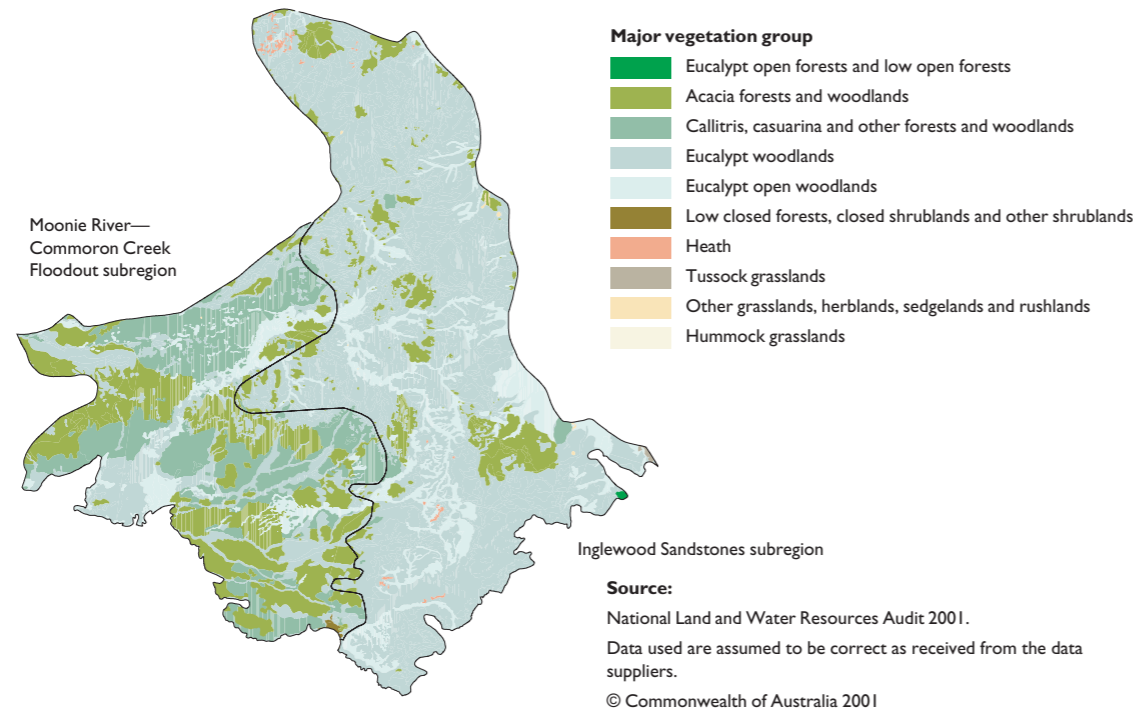 Major vegetation group
Eucalypt open forests and low open forests
Acacia forests and woodlands
Callitris, casuarina and other forests and woodlands
Eucalypt woodlands
Eucalypt open woodlands
Low closed forests, closed shrublands and other shrublands
Heath
Tussock grasslands
Other grasslands, herblands, sedgelands and rushlands
Hummock grasslands
Moonie River—
Commoron Creek
Floodout subregion
Inglewood Sandstones subregion
Source:
National Land and Water Resources Audit 2001.
Data used are assumed to be correct as received from the data
suppliers.
© Commonwealth of Australia 2001